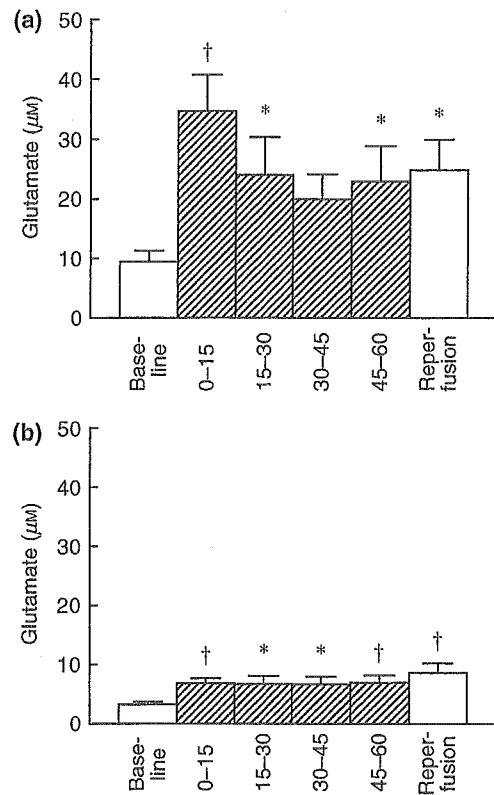 (a)
50
†
40
*
*
*
30
20
10
0
Glutamate (μM)
Base-
line
0–15
15–30
30–45
45–60
Reper-
fusion
(b)
50
40
30
20
†
*
*
†
†
10
0
Glutamate (μM)
Base-
line
0–15
15–30
30–45
45–60
Reper-
fusion